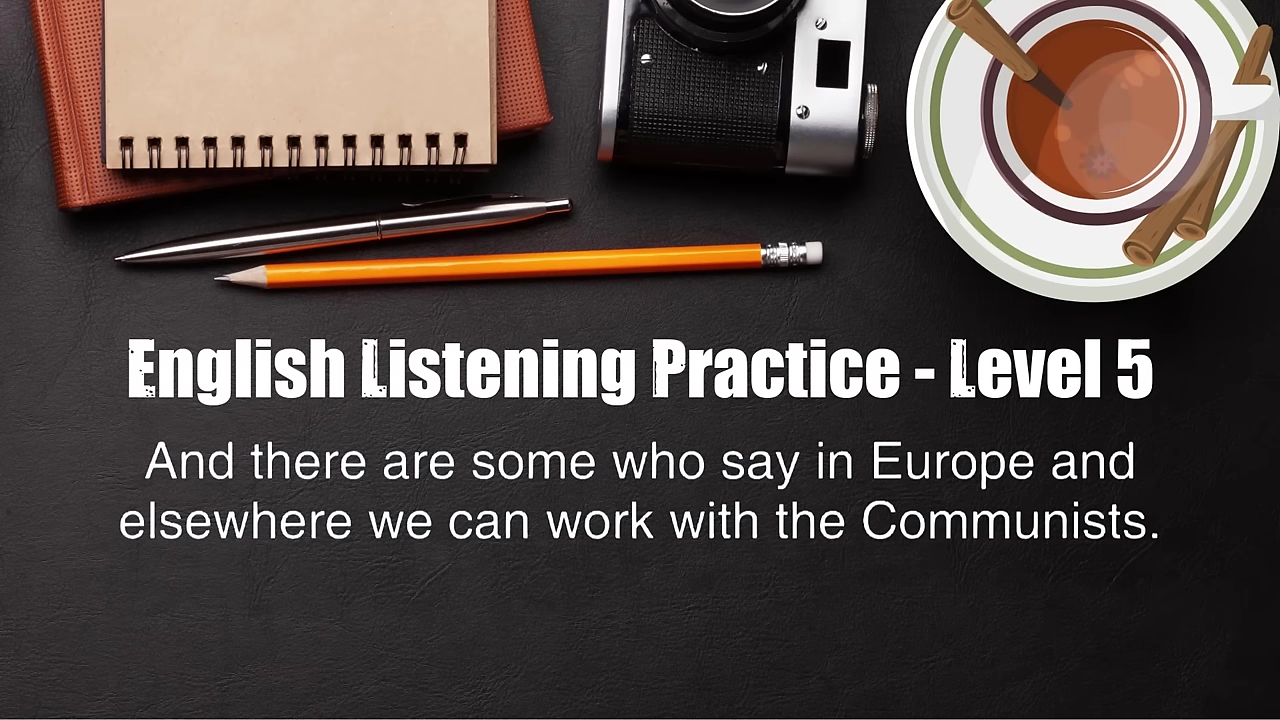 English Listening Practice - Level 5
And there are some who say in Europe and
elsewhere we can work with the Communists.